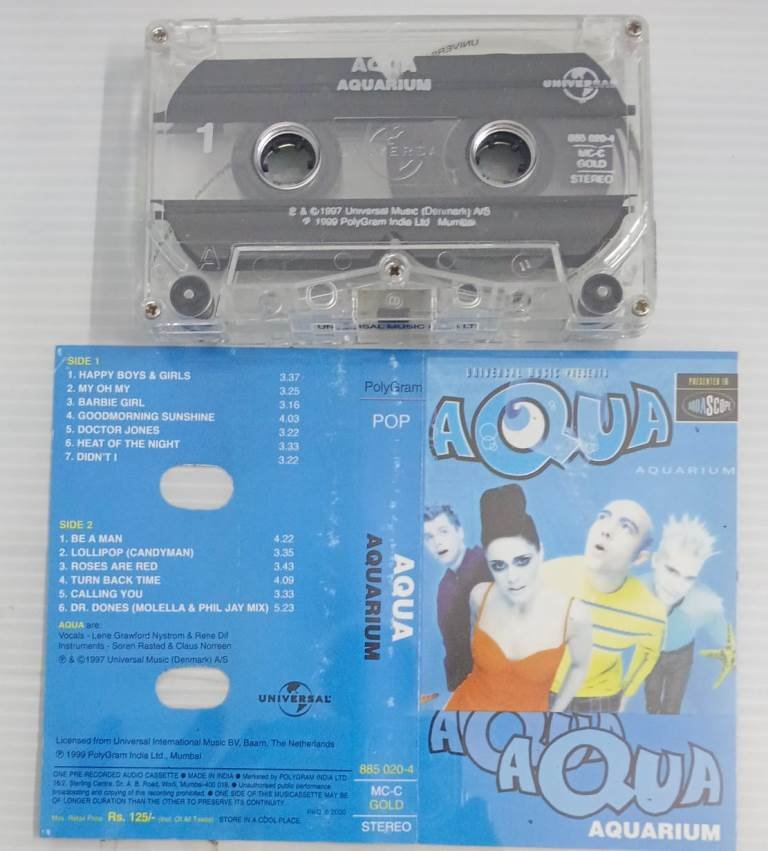 AQUA
AQUARIUM
UNIVERSAL
1
885 020-4
MC-C
GOLD
STEREO
℗ & © 1997 Universal Music (Denmark) A/S
℗ 1999 PolyGram India Ltd Mumbai
A
SIDE 1
1. HAPPY BOYS & GIRLS 3.37
2. MY OH MY 3.25
3. BARBIE GIRL 3.16
4. GOODMORNING SUNSHINE 4.03
5. DOCTOR JONES 3.22
6. HEAT OF THE NIGHT 3.33
7. DIDN'T I 3.22
SIDE 2
1. BE A MAN 4.22
2. LOLLIPOP (CANDYMAN) 3.35
3. ROSES ARE RED 3.43
4. TURN BACK TIME 4.09
5. CALLING YOU 3.33
6. DR. DONES (MOLELLA & PHIL JAY MIX) 5.23
AQUA are:
Vocals - Lene Grawford Nystrom & Rene Dif
Instruments - Soren Rasted & Claus Norreen
℗ & © 1997 Universal Music (Denmark) A/S
UNIVERSAL
Licensed from Universal International Music BV, Baarn, The Netherlands
℗ 1999 PolyGram India Ltd., Mumbai
ONE PRE-RECORDED AUDIO CASSETTE ● MADE IN INDIA ● Marketed by POLYGRAM INDIA LTD
Sterling Centre, Dr. A. B. Road, Worli, Mumbai-400 018. ● Unauthorised public performance
broadcasting and copying of this recording prohibited. ● ONE SIDE OF THIS MUSICASSETTE MAY BE
OF LONGER DURATION THAN THE OTHER TO PRESERVE ITS CONTINUITY
Max. Retail Price Rs. 125/- (Incl. Of All Taxes) STORE IN A COOL PLACE.
PolyGram
POP
AQUA
AQUARIUM
885 020-4
MC-C
GOLD
STEREO
UNIVERSAL MUSIC PRESENTS
PRESENTED IN
AQUASCOPE
AQUA
AQUARIUM
AQUA
AQUA
AQUARIUM